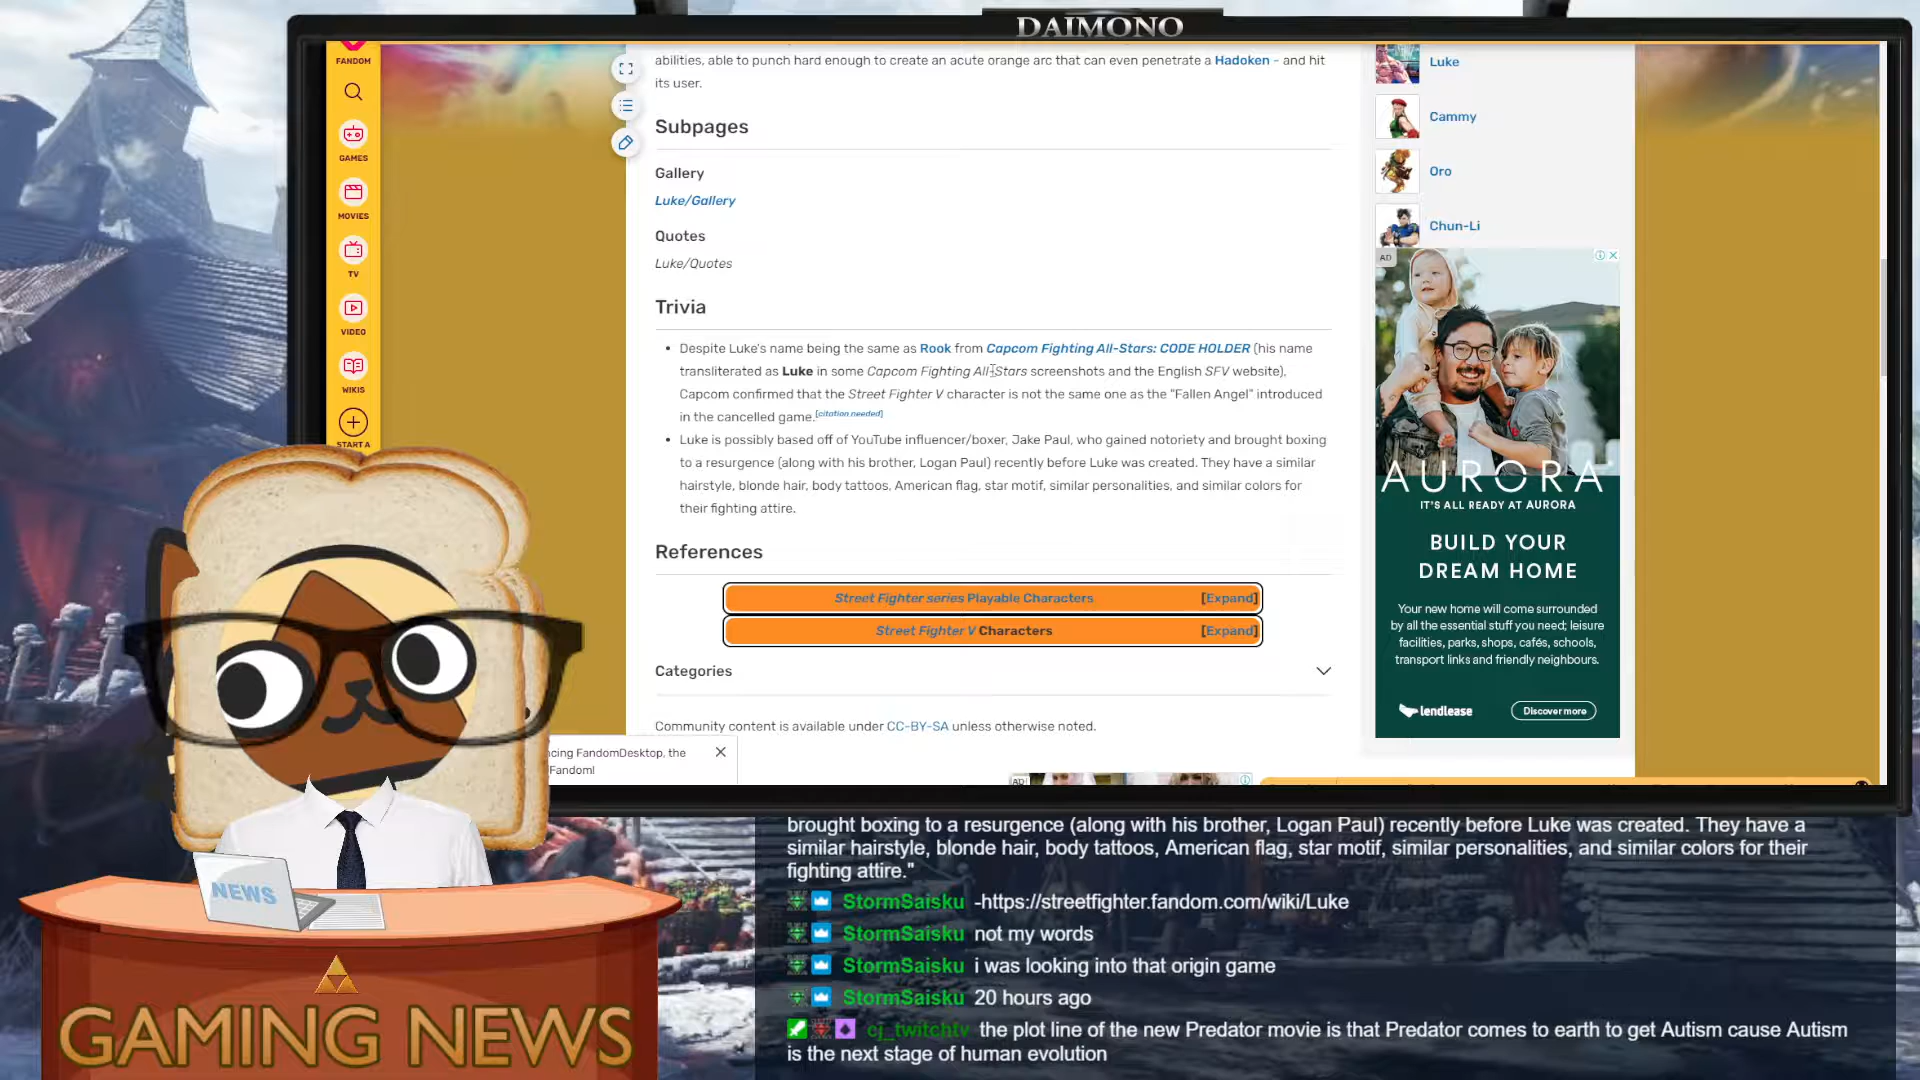 DAIMONO
FANDOM
GAMES
MOVIES
TV
VIDEO
WIKIS
START A
abilities, able to punch hard enough to create an acute orange arc that can even penetrate a Hadoken - and hit
its user.
Subpages
Gallery
Luke/Gallery
Quotes
Luke/Quotes
Trivia
• Despite Luke's name being the same as Rook from Capcom Fighting All-Stars: CODE HOLDER (his name
transliterated as Luke in some Capcom Fighting All-Stars screenshots and the English SFV website),
Capcom confirmed that the Street Fighter V character is not the same one as the "Fallen Angel" introduced
in the cancelled game.[citation needed]
• Luke is possibly based off of YouTube influencer/boxer, Jake Paul, who gained notoriety and brought boxing
to a resurgence (along with his brother, Logan Paul) recently before Luke was created. They have a similar
hairstyle, blonde hair, body tattoos, American flag, star motif, similar personalities, and similar colors for
their fighting attire.
References
Street Fighter series Playable Characters [Expand]
Street Fighter V Characters [Expand]
Categories
Community content is available under CC-BY-SA unless otherwise noted.
ncing FandomDesktop, the
Fandom!
Luke
Cammy
Oro
Chun-Li
AD
AURORA
IT'S ALL READY AT AURORA
BUILD YOUR
DREAM HOME
Your new home will come surrounded
by all the essential stuff you need; leisure
facilities, parks, shops, cafés, schools,
transport links and friendly neighbours.
lendlease
Discover more
AD
NEWS
GAMING NEWS
brought boxing to a resurgence (along with his brother, Logan Paul) recently before Luke was created. They have a
similar hairstyle, blonde hair, body tattoos, American flag, star motif, similar personalities, and similar colors for their
fighting attire."
StormSaisku -https://streetfighter.fandom.com/wiki/Luke
StormSaisku not my words
StormSaisku i was looking into that origin game
StormSaisku 20 hours ago
cj_twitchtv the plot line of the new Predator movie is that Predator comes to earth to get Autism cause Autism
is the next stage of human evolution